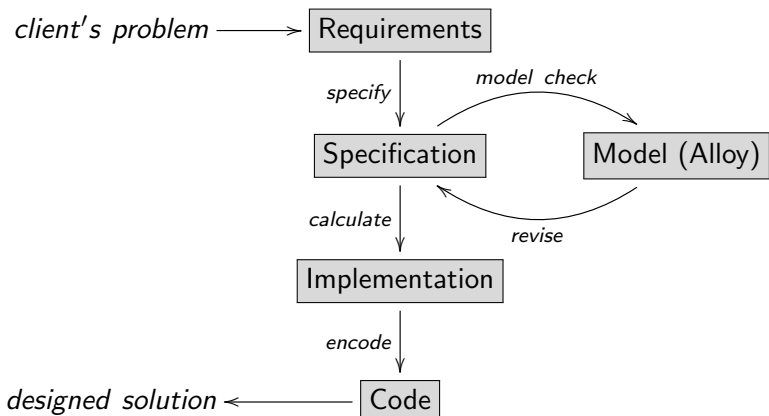 client's problem
Requirements
specify
model check
Specification
Model (Alloy)
calculate
revise
Implementation
encode
designed solution
Code